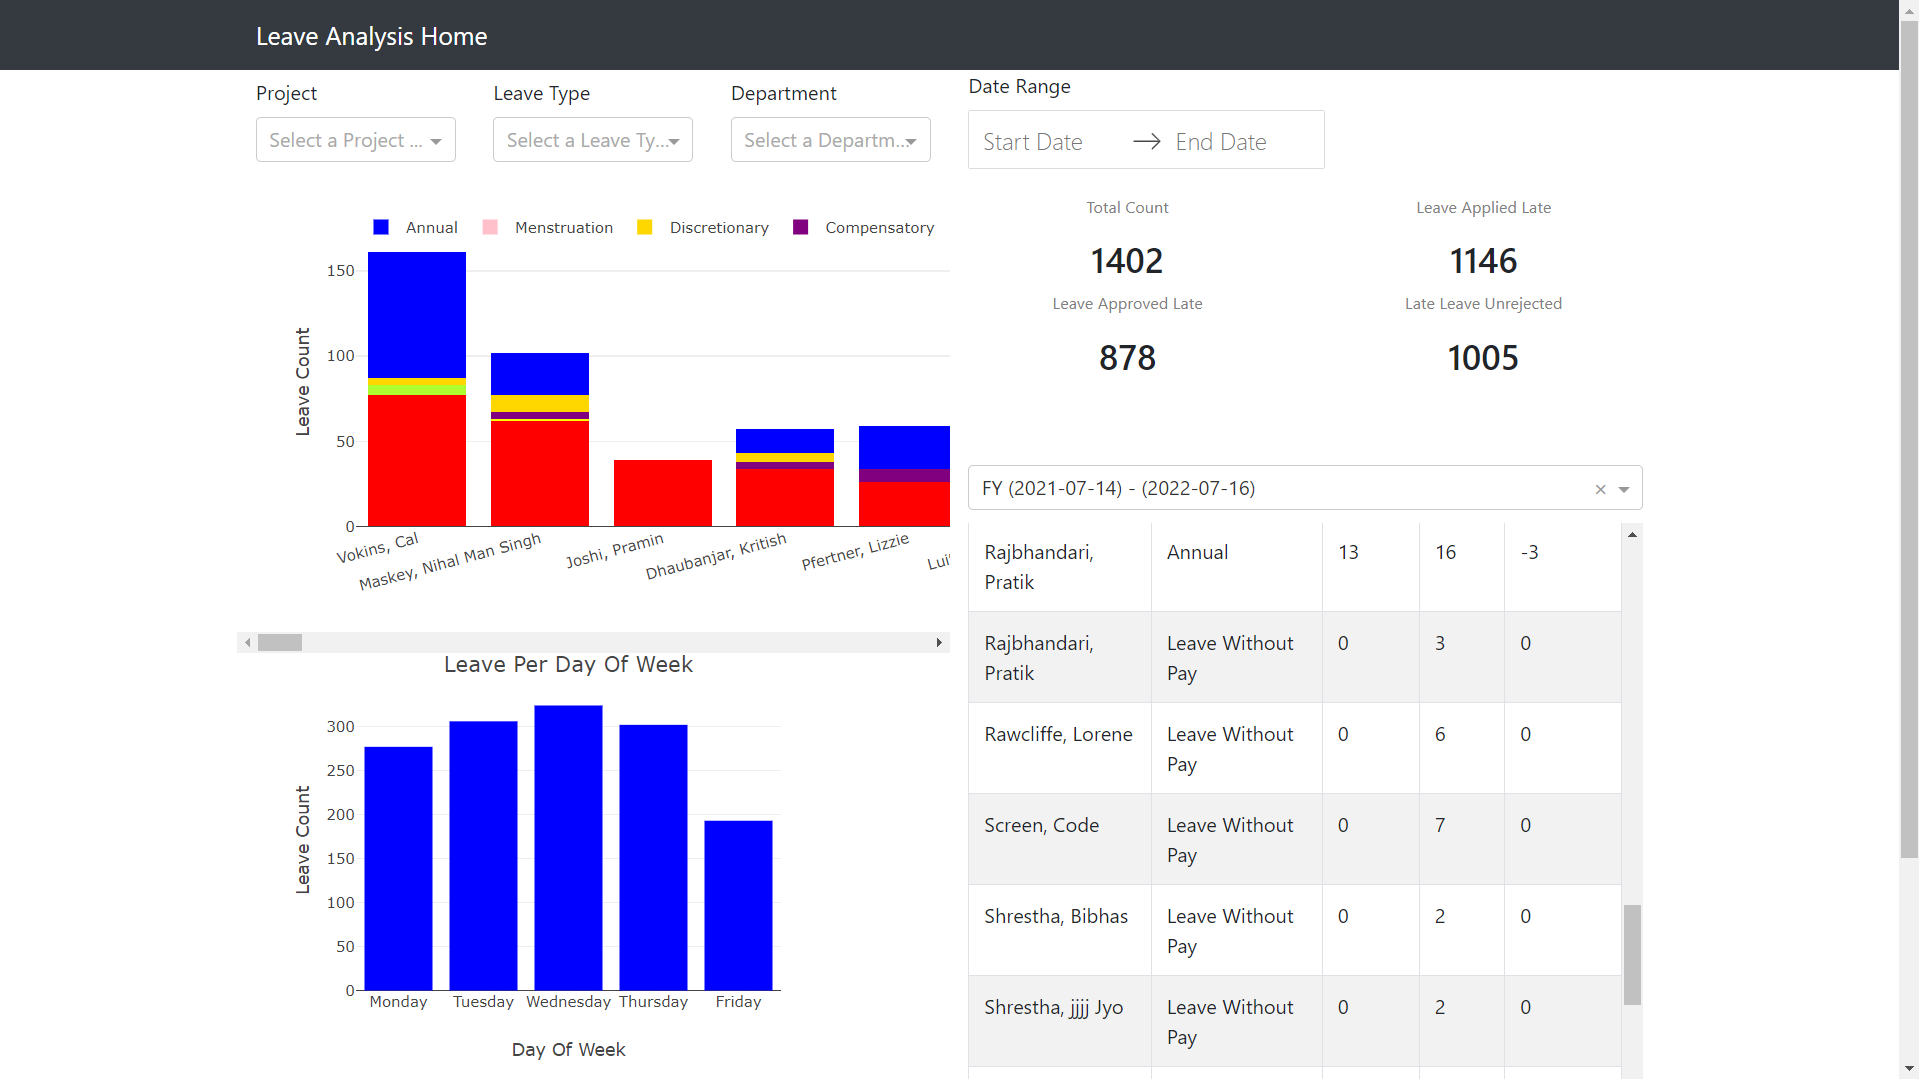 Leave Analysis Home
Project
Leave Type
Department
Date Range
Select a Project ...
Select a Leave Ty...
Select a Departm...
Start Date
End Date
Total Count
Leave Applied Late
1402
1146
Leave Approved Late
Late Leave Unrejected
878
1005
Annual
Menstruation
Discretionary
Compensatory
Leave Count
150
100
50
0
Vokins, Cal
Maskey, Nihal Man Singh
Joshi, Pramin
Dhaubanjar, Kritish
Pfertner, Lizzie
Leave Per Day Of Week
Leave Count
300
250
200
150
100
50
0
Monday
Tuesday
Wednesday
Thursday
Friday
Day Of Week
FY (2021-07-14) - (2022-07-16)
×
Rajbhandari,
Pratik
Annual
13
16
-3
Rajbhandari,
Pratik
Leave Without
Pay
0
3
0
Rawcliffe, Lorene
Leave Without
Pay
0
6
0
Screen, Code
Leave Without
Pay
0
7
0
Shrestha, Bibhas
Leave Without
Pay
0
2
0
Shrestha, jjjj Jyo
Leave Without
Pay
0
2
0